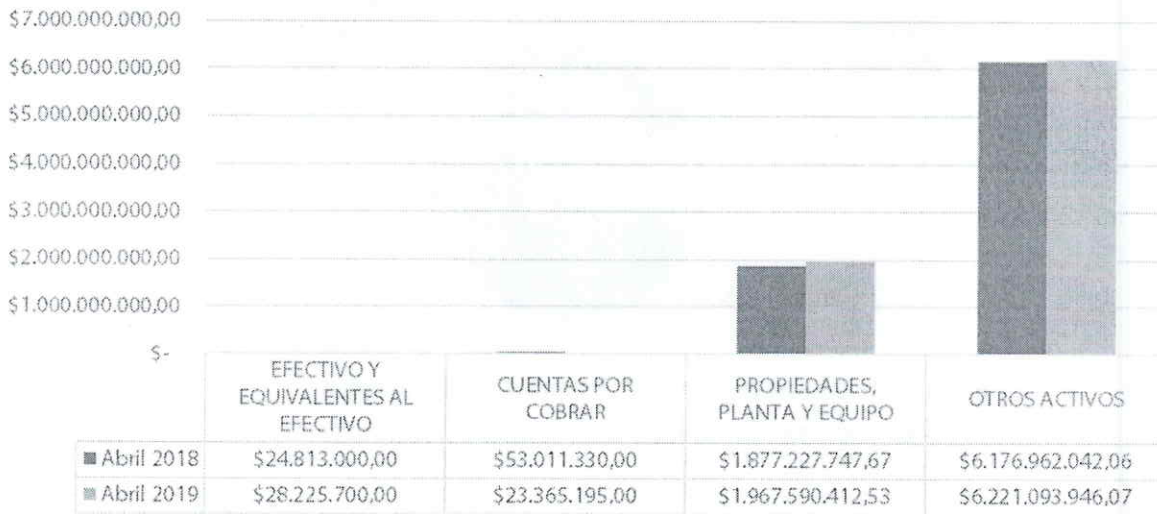 $7.000.000.000,00
$6.000.000.000,00
$5.000.000.000,00
$4.000.000.000,00
$3.000.000.000,00
$2.000.000.000,00
$1.000.000.000,00
$-
EFECTIVO Y
EQUIVALENTES AL
EFECTIVO
CUENTAS POR
COBRAR
PROPIEDADES,
PLANTA Y EQUIPO
OTROS ACTIVOS
Abril 2018 $24.813.000,00 $53.011.330,00 $1.877.227.747,67 $6.176.962.042,06
Abril 2019 $28.225.700,00 $23.365.195,00 $1.967.590.412,53 $6.221.093.946,07